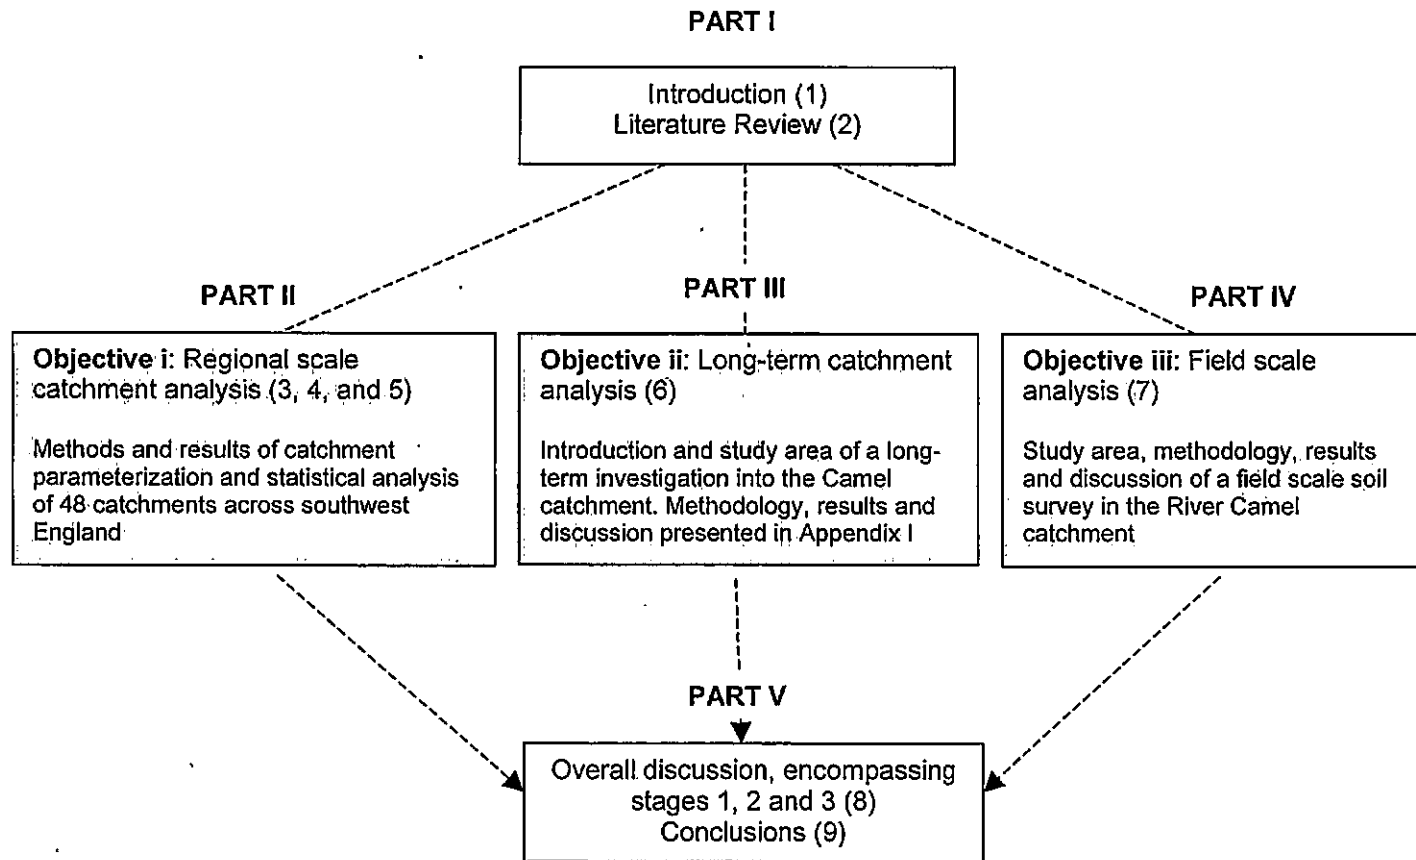 PART I
Introduction (1)
Literature Review (2)
PART II
Objective i: Regional scale
catchment analysis (3, 4, and 5)
Methods and results of catchment
parameterization and statistical analysis
of 48 catchments across southwest
England
PART III
Objective ii: Long-term catchment
analysis (6)
Introduction and study area of a long-
term investigation into the Camel
catchment. Methodology, results and
discussion presented in Appendix I
PART IV
Objective iii: Field scale
analysis (7)
Study area, methodology, results
and discussion of a field scale soil
survey in the River Camel
catchment
PART V
Overall discussion, encompassing
stages 1, 2 and 3 (8)
Conclusions (9)